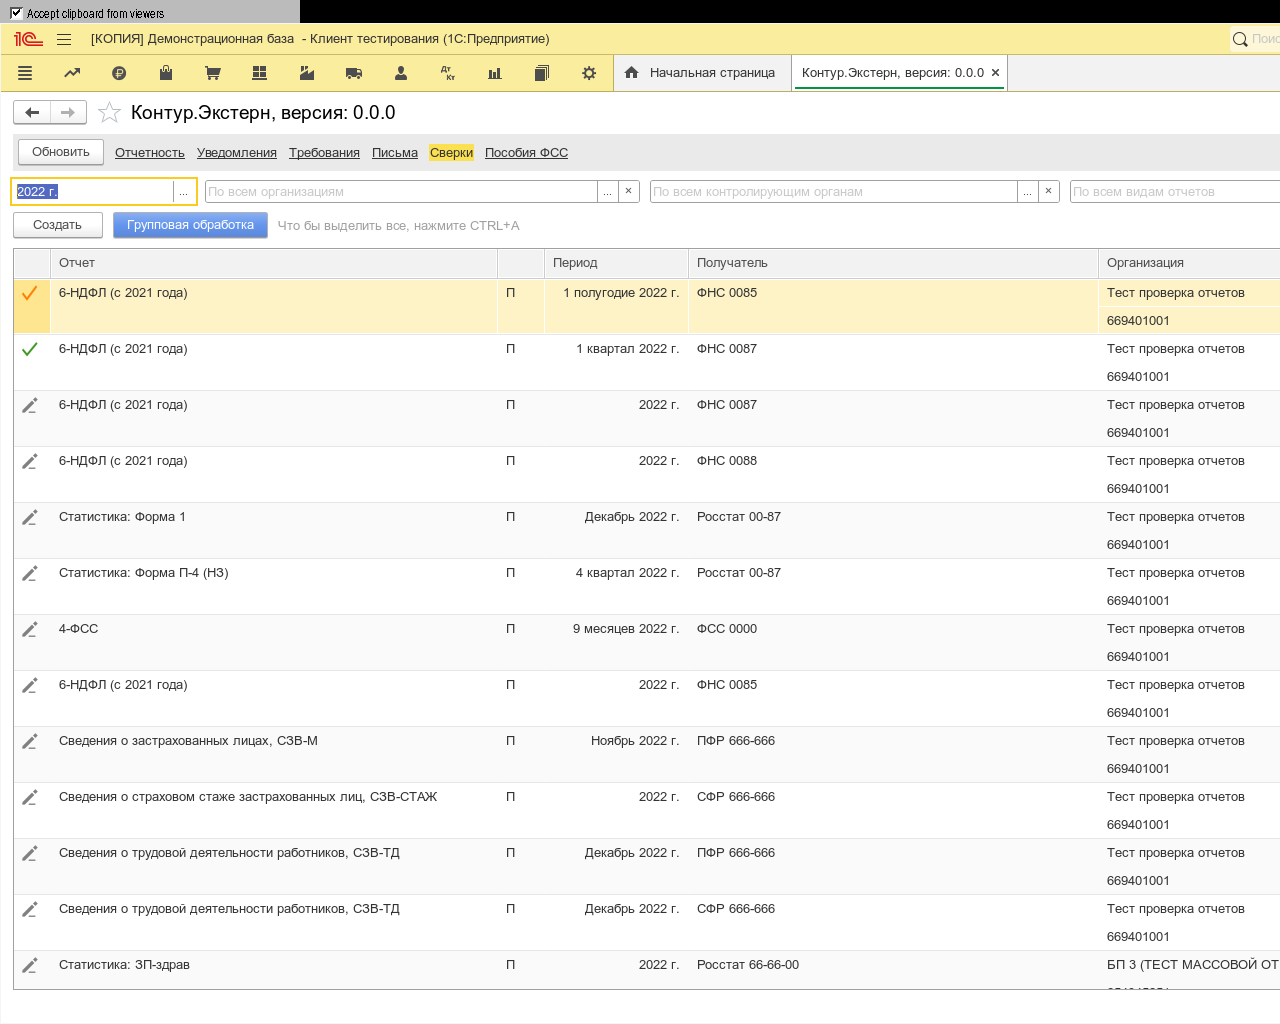 Accept clipboard from viewers
[КОПИЯ] Демонстрационная база - Клиент тестирования (1С:Предприятие)
Начальная страница
Контур.Экстерн, версия: 0.0.0 ×
Контур.Экстерн, версия: 0.0.0
Обновить Отчетность Уведомления Требования Письма Сверки Пособия ФСС
2022 г. ... По всем организациям ... × По всем контролирующим органам ... × По всем видам отчетов
Создать Групповая обработка Что бы выделить все, нажмите CTRL+A
Отчет Период Получатель Организация
6-НДФЛ (с 2021 года) П 1 полугодие 2022 г. ФНС 0085 Тест проверка отчетов
669401001
6-НДФЛ (с 2021 года) П 1 квартал 2022 г. ФНС 0087 Тест проверка отчетов
669401001
6-НДФЛ (с 2021 года) П 2022 г. ФНС 0087 Тест проверка отчетов
669401001
6-НДФЛ (с 2021 года) П 2022 г. ФНС 0088 Тест проверка отчетов
669401001
Статистика: Форма 1 П Декабрь 2022 г. Росстат 00-87 Тест проверка отчетов
669401001
Статистика: Форма П-4 (НЗ) П 4 квартал 2022 г. Росстат 00-87 Тест проверка отчетов
669401001
4-ФСС П 9 месяцев 2022 г. ФСС 0000 Тест проверка отчетов
669401001
6-НДФЛ (с 2021 года) П 2022 г. ФНС 0085 Тест проверка отчетов
669401001
Сведения о застрахованных лицах, СЗВ-М П Ноябрь 2022 г. ПФР 666-666 Тест проверка отчетов
669401001
Сведения о страховом стаже застрахованных лиц, СЗВ-СТАЖ П 2022 г. СФР 666-666 Тест проверка отчетов
669401001
Сведения о трудовой деятельности работников, СЗВ-ТД П Декабрь 2022 г. ПФР 666-666 Тест проверка отчетов
669401001
Сведения о трудовой деятельности работников, СЗВ-ТД П Декабрь 2022 г. СФР 666-666 Тест проверка отчетов
669401001
Статистика: ЗП-здрав П 2022 г. Росстат 66-66-00 БП 3 (ТЕСТ МАССОВОЙ ОТ